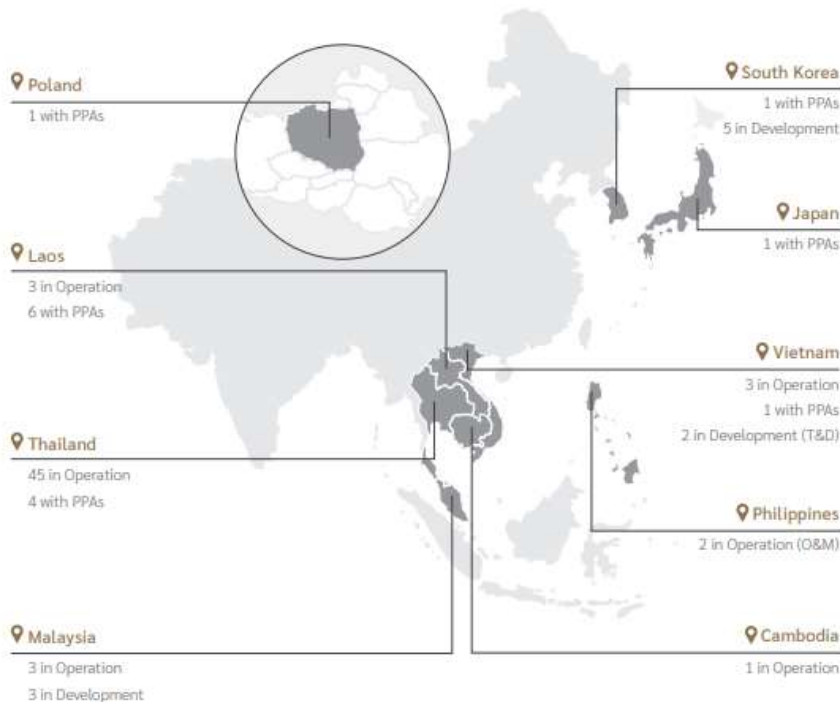 Poland
1 with PPAs
Laos
3 in Operation
6 with PPAs
Thailand
45 in Operation
4 with PPAs
Malaysia
3 in Operation
3 in Development
South Korea
1 with PPAs
5 in Development
Japan
1 with PPAs
Vietnam
3 in Operation
1 with PPAs
2 in Development (T&D)
Philippines
2 in Operation (O&M)
Cambodia
1 in Operation